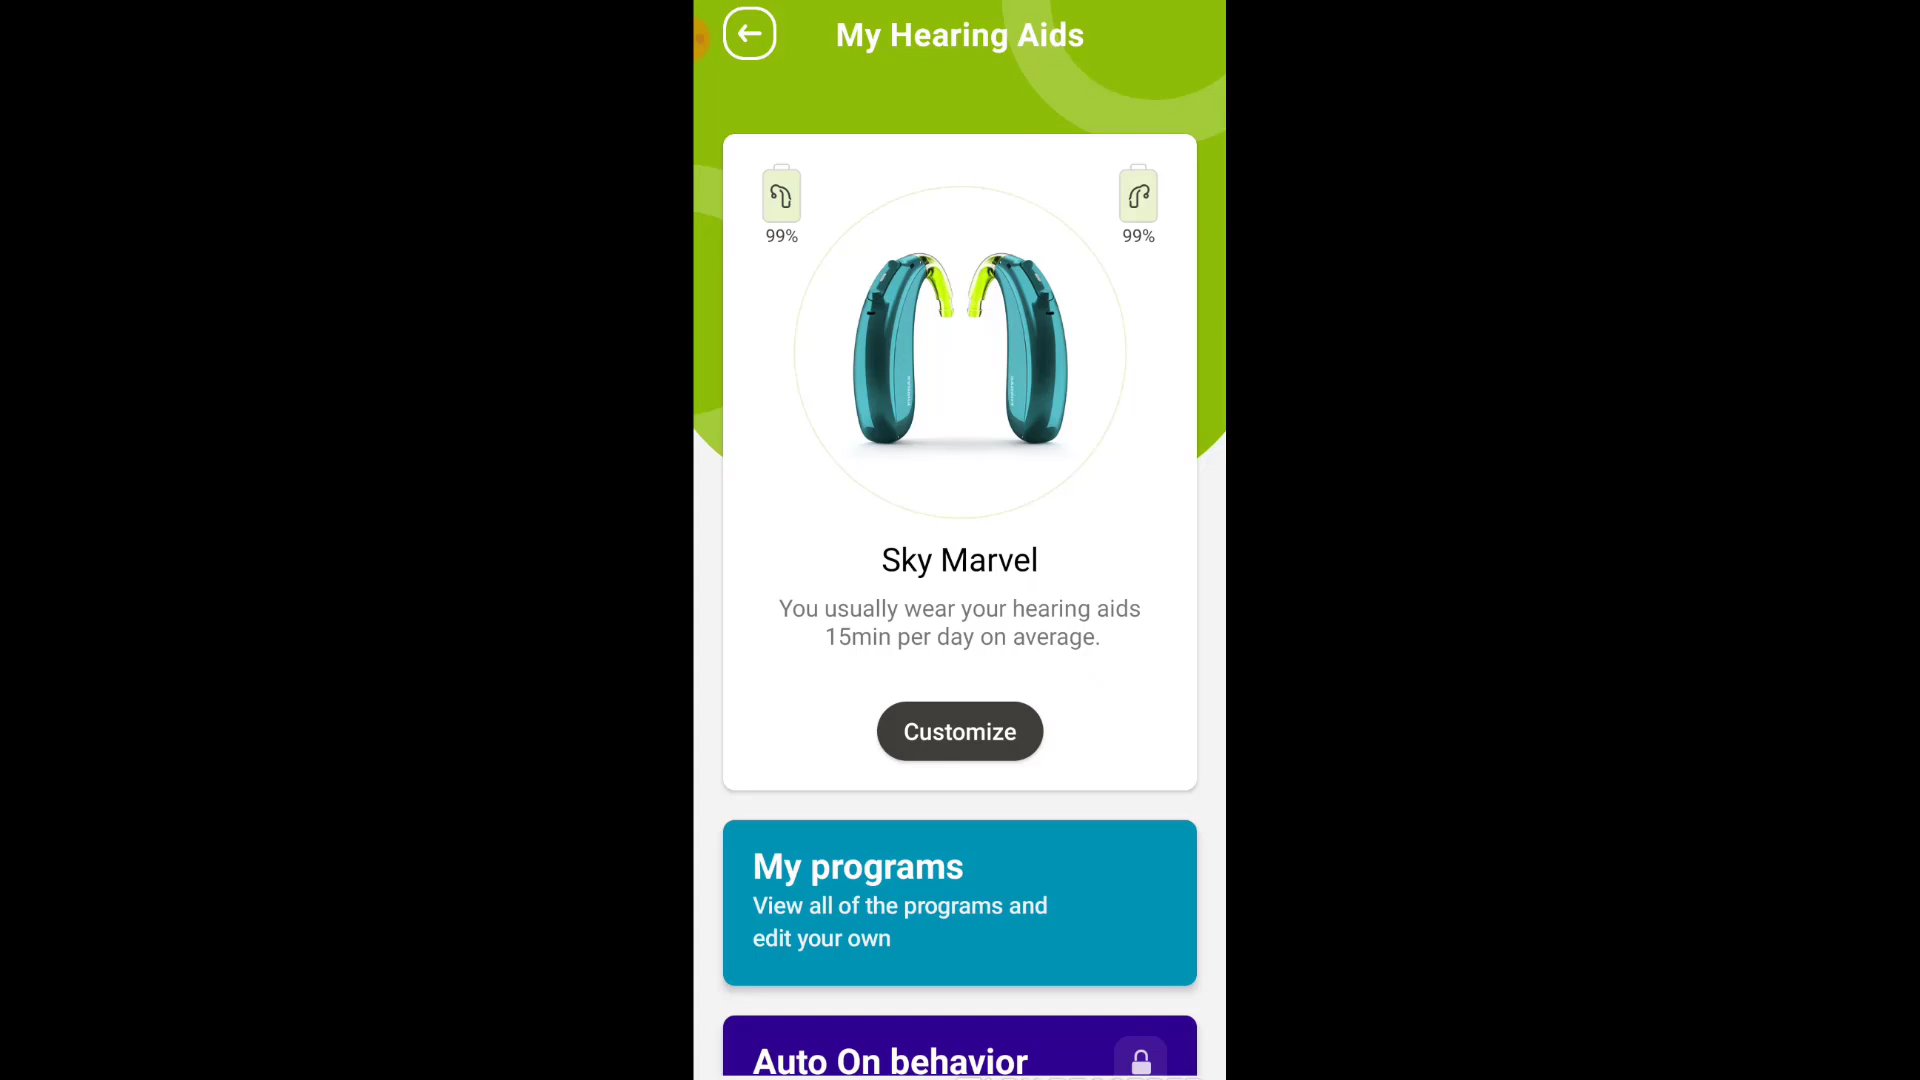 My Hearing Aids
99%
99%
Sky Marvel
You usually wear your hearing aids
15min per day on average.
Customize
My programs
View all of the programs and
edit your own
Auto On behavior